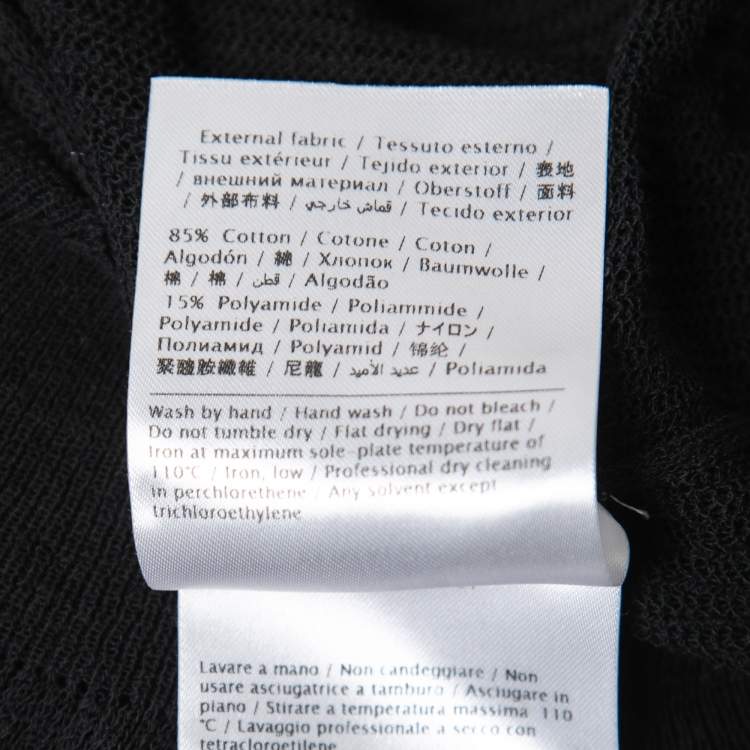 External fabric / Tessuto esterno /
Tissu extérieur / Tejido exterior / 表地
/ внешний материал / Oberstoff / 面料
/ 外部布料 / قماش خارجي / Tecido exterior
85% Cotton / Cotone / Coton /
Algodón / 綿 / Хлопок / Baumwolle /
棉 / 棉 / قطن / Algodão
15% Polyamide / Poliammide /
Polyamide / Poliamida / ナイロン /
Полиамид / Polyamid / 锦纶 /
聚醯胺纖維 / 尼龍 / عديد الأميد / Poliamida
Wash by hand / Hand wash / Do not bleach /
Do not tumble dry / Flat drying / Dry flat /
Iron at maximum sole-plate temperature of
110°C / Iron, low / Professional dry cleaning
in perchlorethene / Any solvent except
trichloroethylene
Lavare a mano / Non candeggiare / Non
usare asciugatrice a tamburo / Asciugare in
piano / Stirare a temperatura massima 110
°C / Lavaggio professionale a secco con
tetracloroetilene